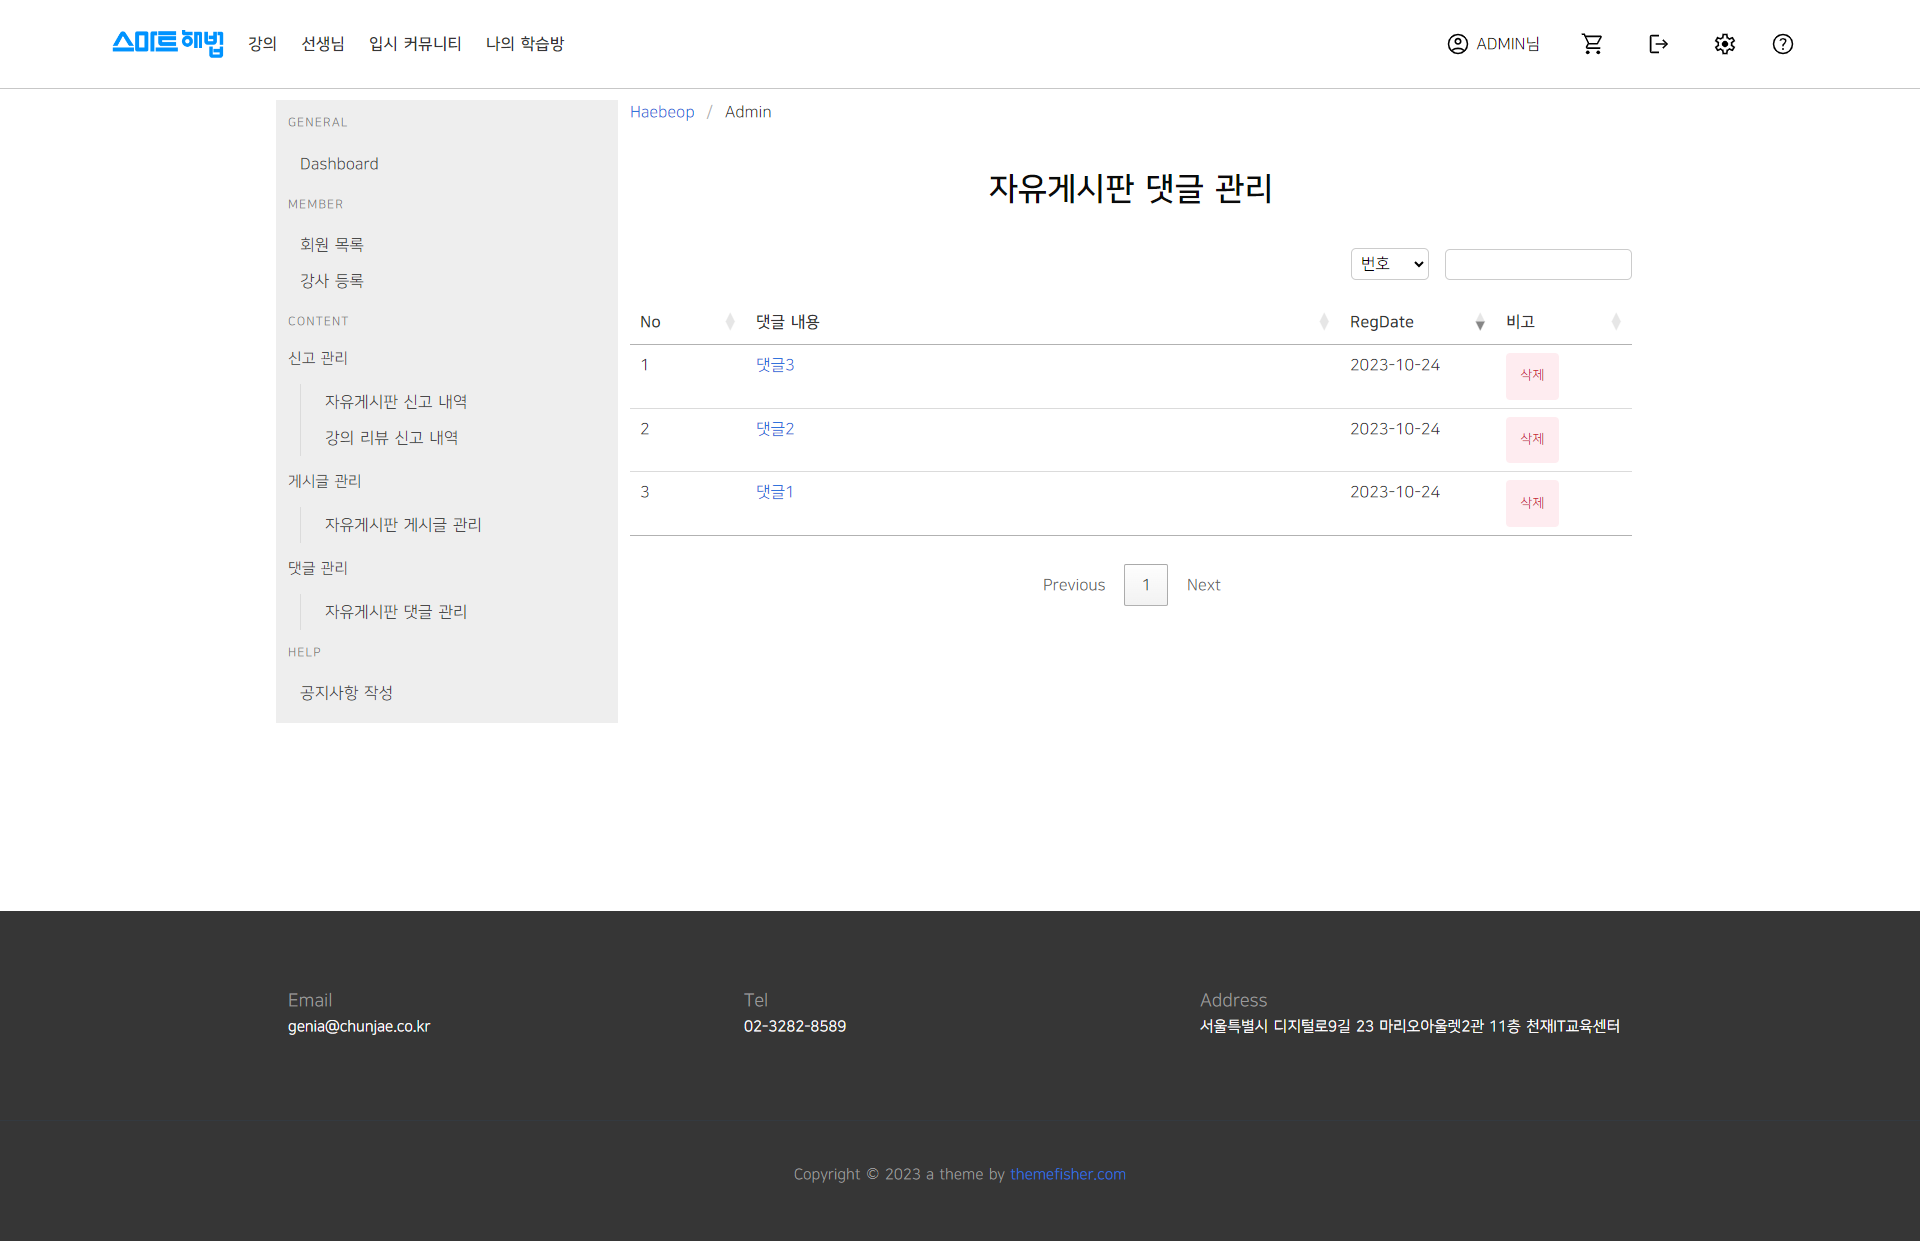 스마트해법 강의 선생님 입시 커뮤니티 나의 학습방 ADMIN님
GENERAL
Dashboard
MEMBER
회원 목록
강사 등록
CONTENT
신고 관리
자유게시판 신고 내역
강의 리뷰 신고 내역
게시글 관리
자유게시판 게시글 관리
댓글 관리
자유게시판 댓글 관리
HELP
공지사항 작성
Haebeop / Admin
자유게시판 댓글 관리
번호
No 댓글 내용 RegDate 비고
1 댓글3 2023-10-24 삭제
2 댓글2 2023-10-24 삭제
3 댓글1 2023-10-24 삭제
Previous 1 Next
Email
genia@chunjae.co.kr
Tel
02-3282-8589
Address
서울특별시 디지털로9길 23 마리오아울렛2관 11층 천재IT교육센터
Copyright © 2023 a theme by themefisher.com